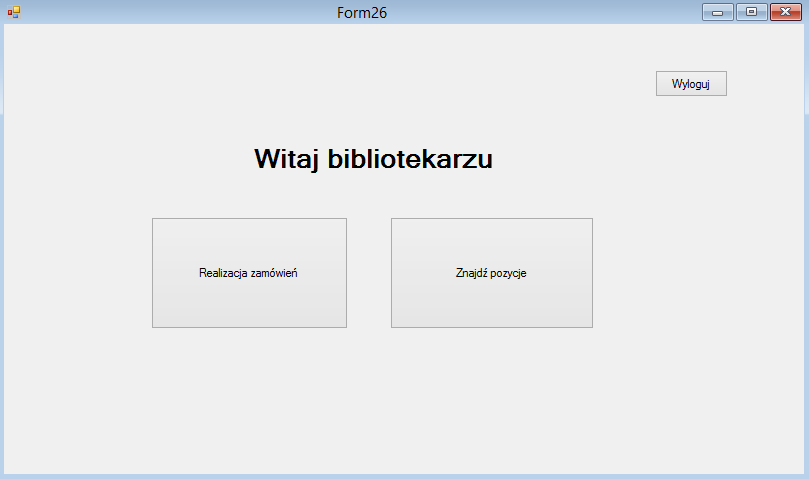 Form26
Wyloguj
Witaj bibliotekarzu
Realizacja zamówień
Znajdź pozycje